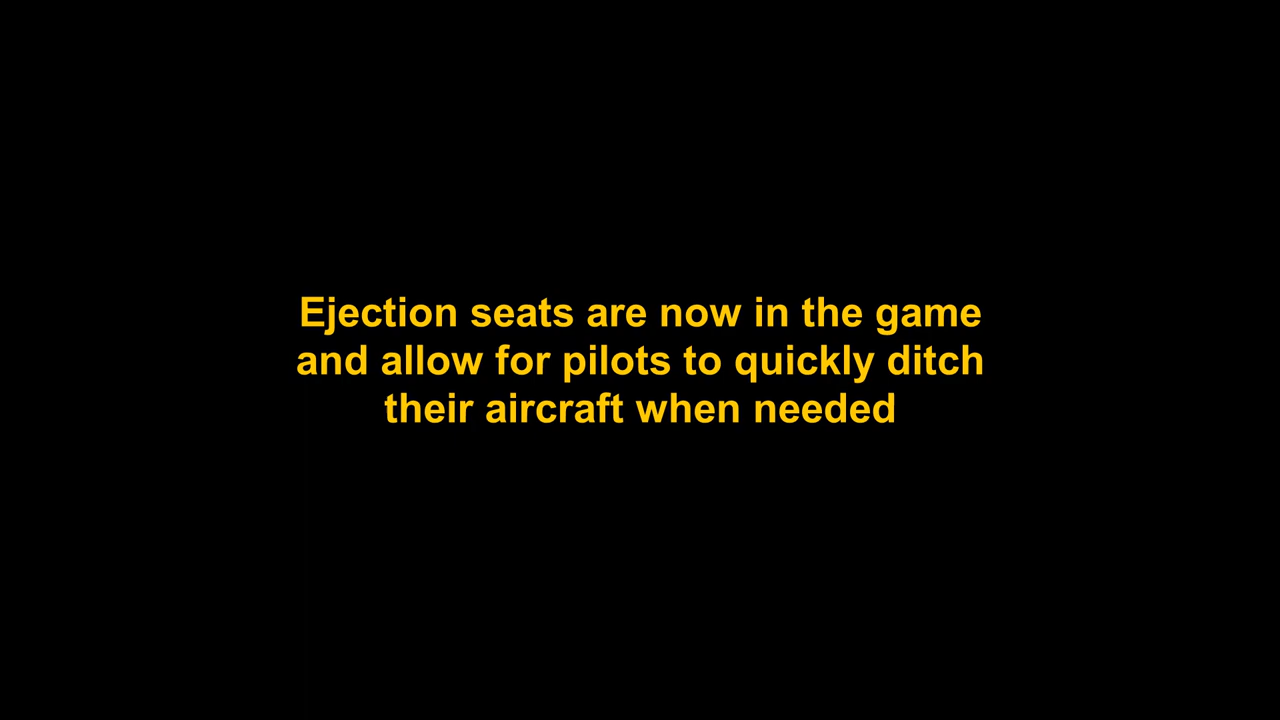 Ejection seats are now in the game
and allow for pilots to quickly ditch
their aircraft when needed